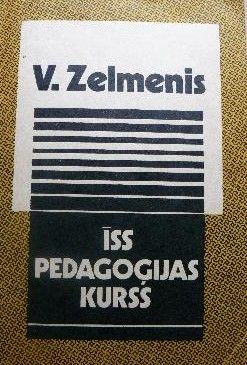 V. Zelmenis
ĪSS
PEDAGOĢIJAS
KURSS